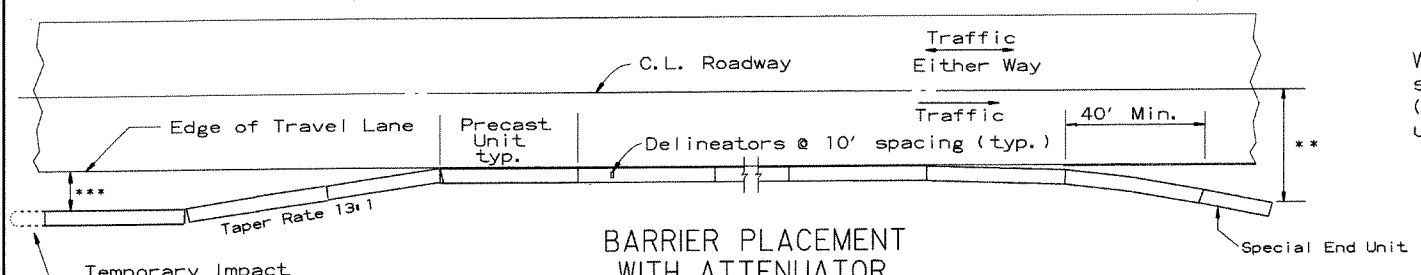 Traffic
Either Way
C.L. Roadway
Traffic
40' Min.
**
Edge of Travel Lane
Precast
Unit
typ.
Delineators @ 10' spacing (typ.)
***
Taper Rate 13:1
BARRIER PLACEMENT
WITH ATTENUATOR
Special End Unit
Temporary Impact